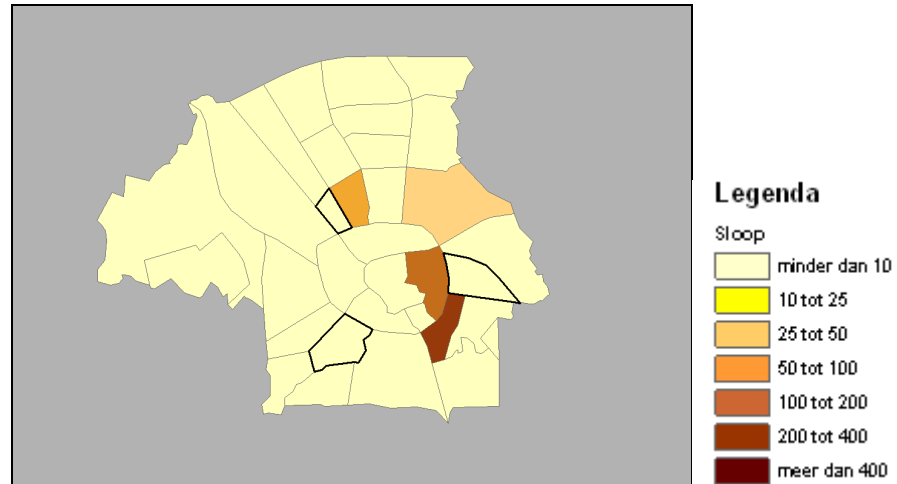 Legenda
Sloop
minder dan 10
10 tot 25
25 tot 50
50 tot 100
100 tot 200
200 tot 400
meer dan 400